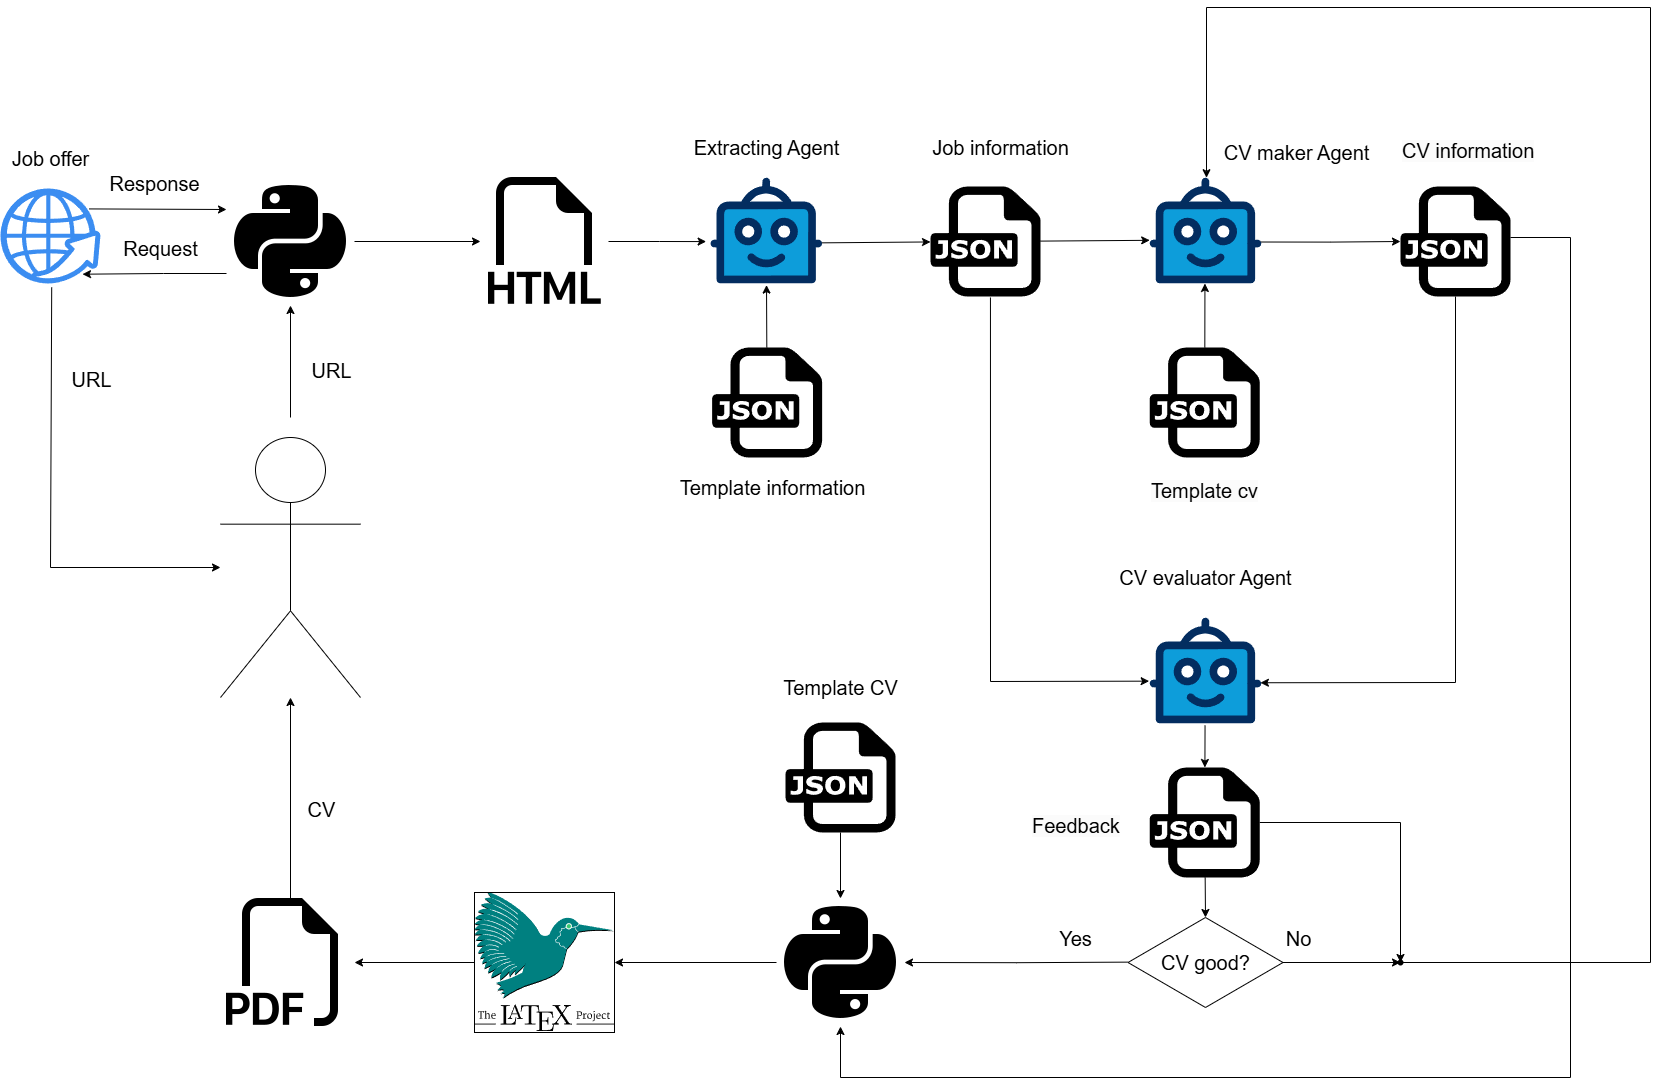 Job offer
Response
Request
URL
URL
HTML
Extracting Agent
JSON
Template information
Job information
JSON
CV maker Agent
JSON
Template cv
CV information
JSON
CV evaluator Agent
Feedback
JSON
CV good?
Yes
No
Template CV
JSON
The LATEX Project
PDF
CV